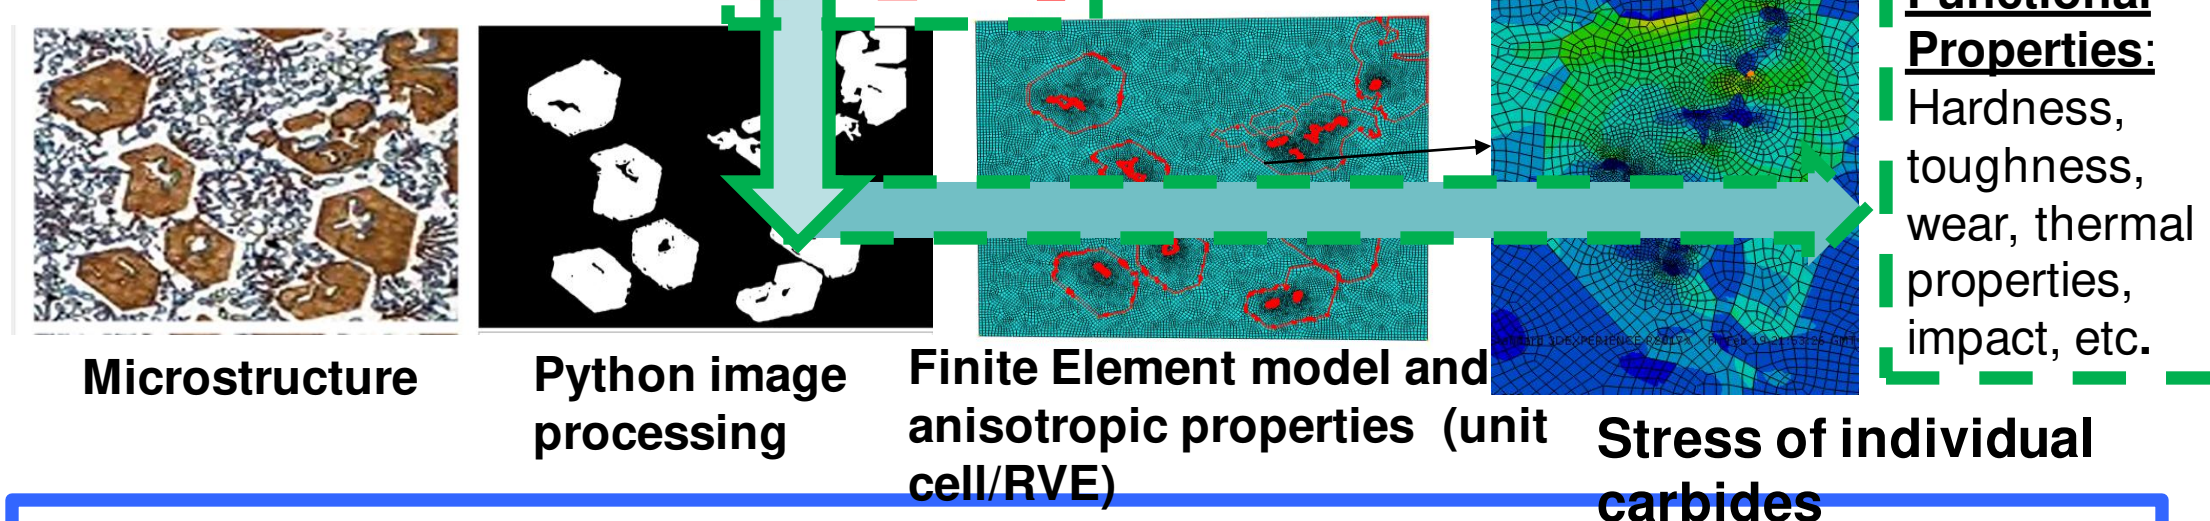 Functional
Properties:
Hardness,
toughness,
wear, thermal
properties,
impact, etc.
Microstructure
Python image
processing
Finite Element model and
anisotropic properties (unit
cell/RVE)
Stress of individual
carbides